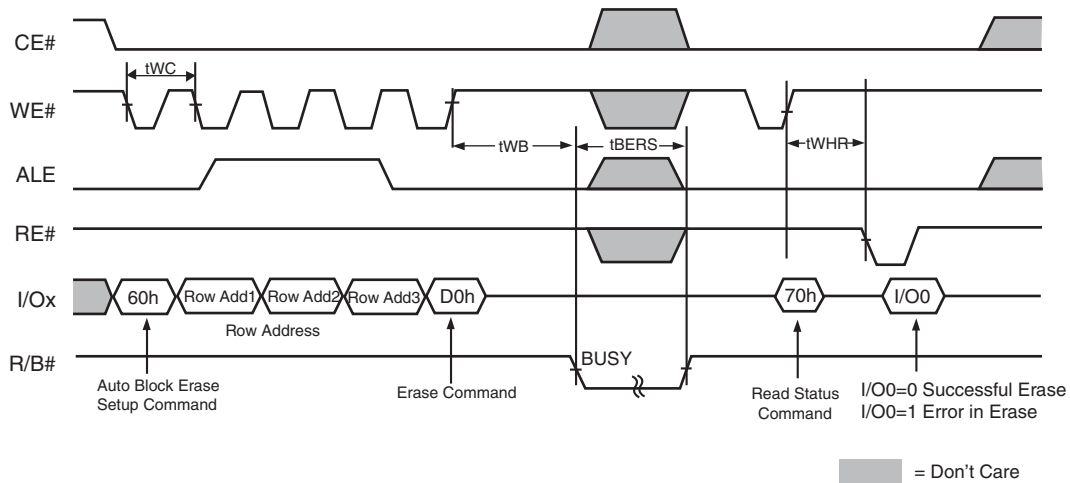 CE#
tWC
WE#
tWB
tBERS
tWHR
ALE
RE#
I/Ox
60h
Row Add1
Row Add2
Row Add3
D0h
70h
I/O0
Row Address
R/B#
BUSY
Auto Block Erase
Setup Command
Erase Command
Read Status
Command
I/O0=0 Successful Erase
I/O0=1 Error in Erase
= Don't Care